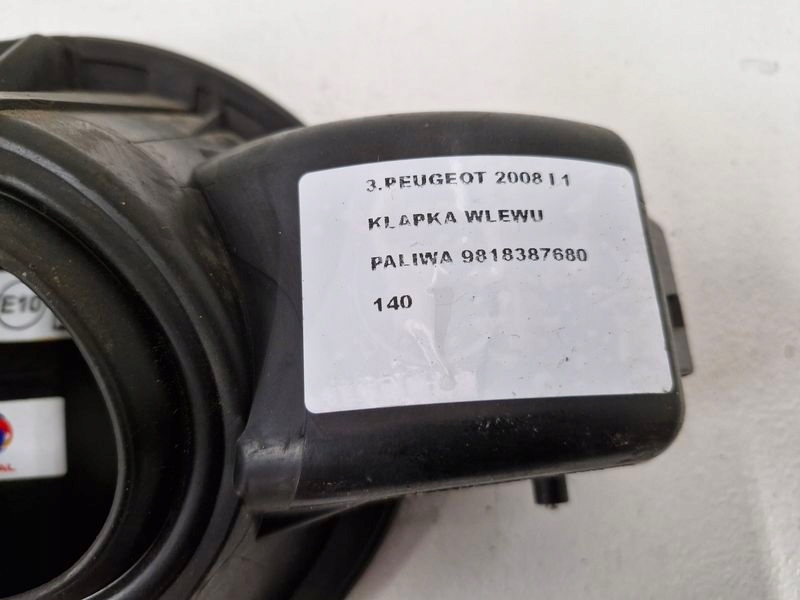 3.PEUGEOT 2008 I 1
KLAPKA WLEWU
PALIWA 9818387680
140
E10